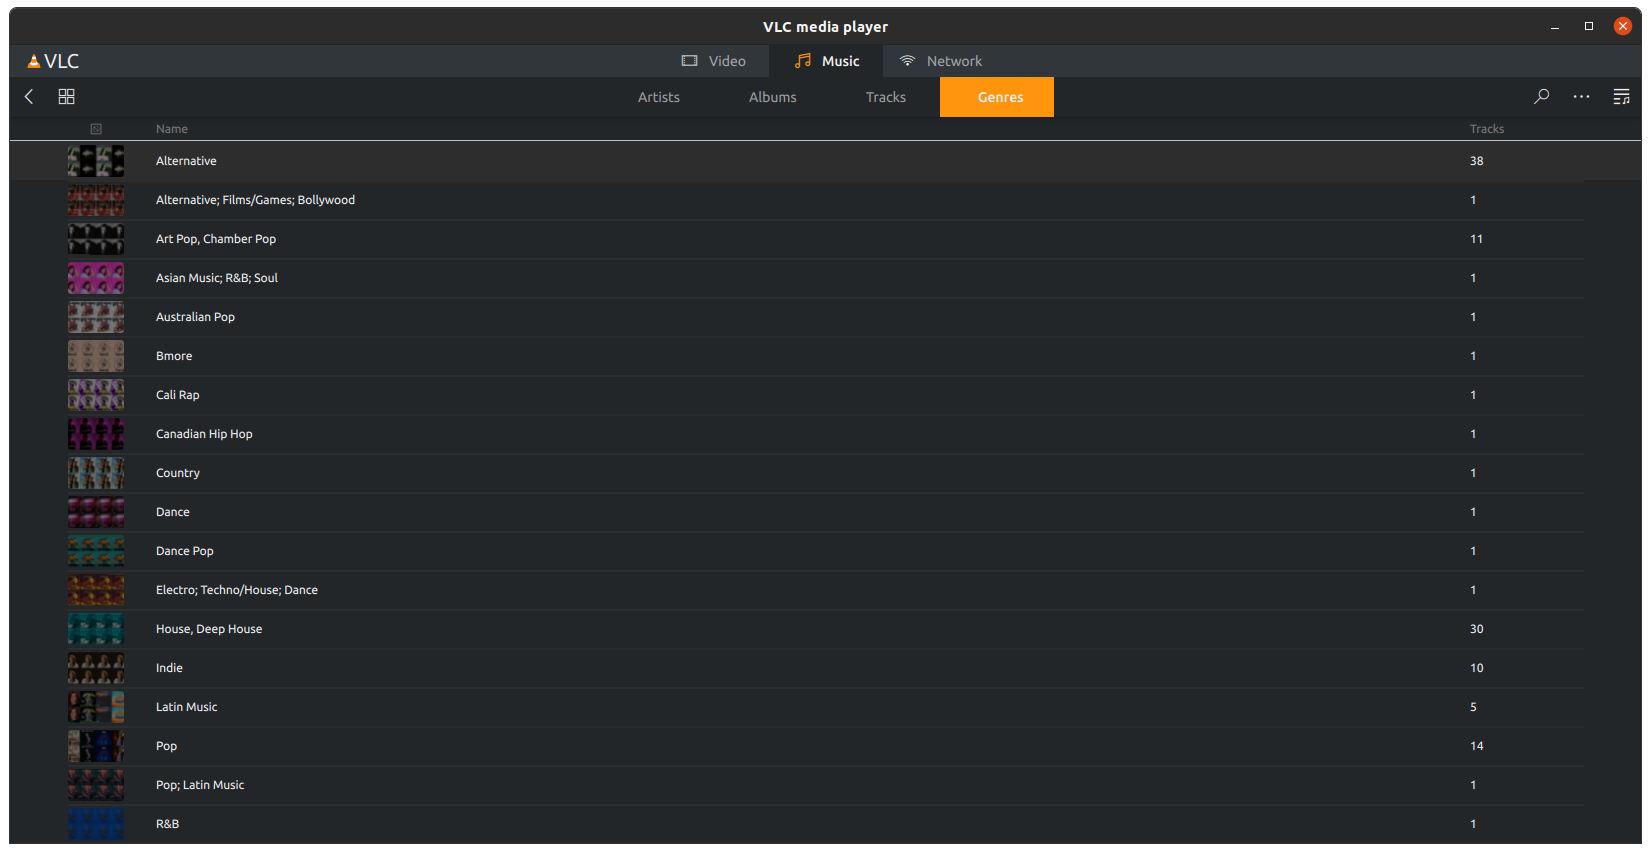 VLC media player
VLC
Video Music Network
Artists Albums Tracks Genres
Name Tracks
Alternative 38
Alternative; Films/Games; Bollywood 1
Art Pop, Chamber Pop 11
Asian Music; R&B; Soul 1
Australian Pop 1
Bmore 1
Cali Rap 1
Canadian Hip Hop 1
Country 1
Dance 1
Dance Pop 1
Electro; Techno/House; Dance 1
House, Deep House 30
Indie 10
Latin Music 5
Pop 14
Pop; Latin Music 1
R&B 1